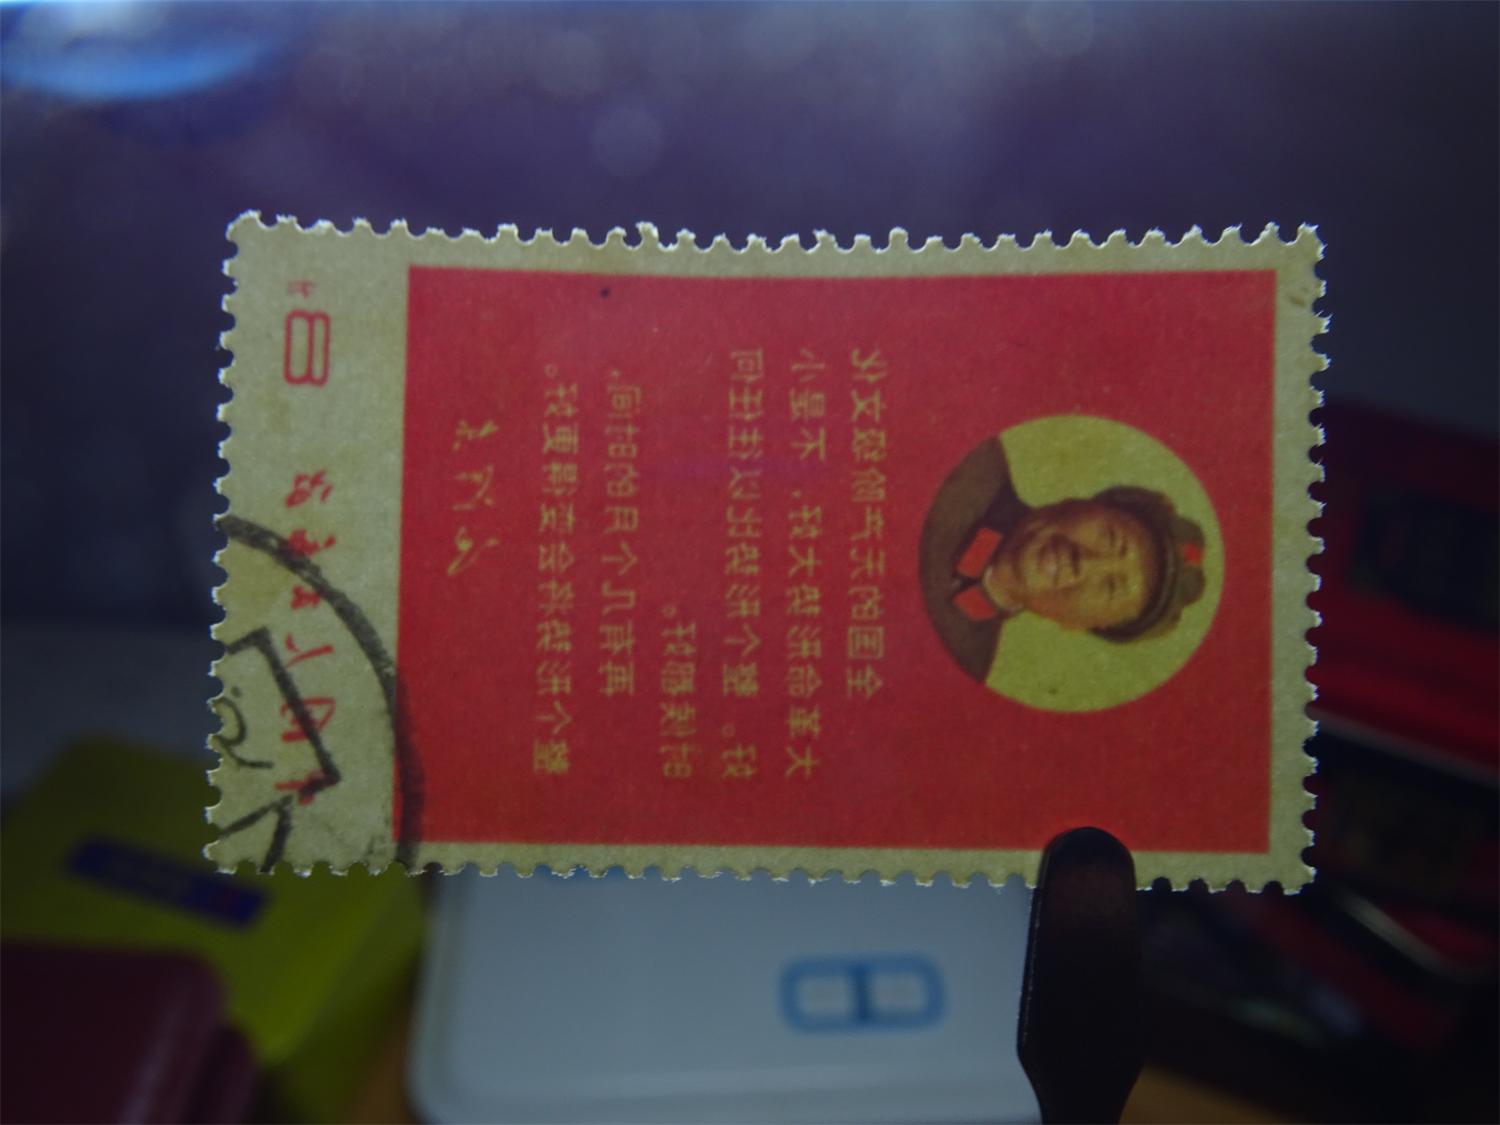 全国的无产阶级文化
大革命形势大好，不是小
好。整个形势比以往任何
时候都好。
再有几个月的时间，
整个形势将会变得更好。
毛泽东
中国人民邮政 8分